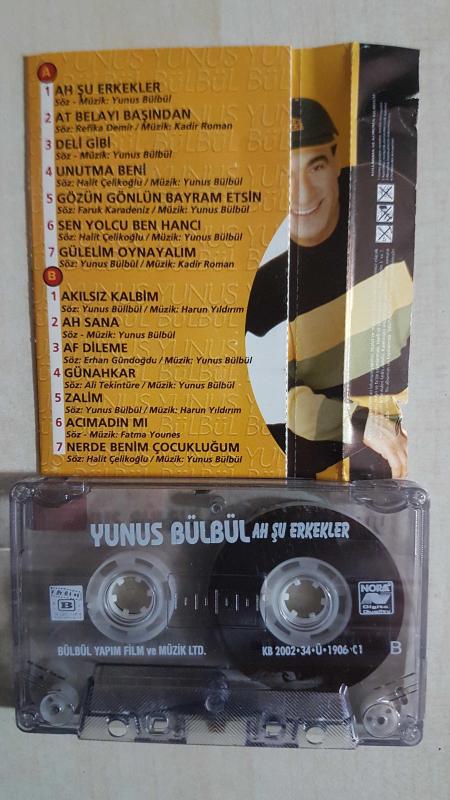 A
1 AH ŞU ERKEKLER
Söz - Müzik: Yunus Bülbül
2 AT BELAYI BAŞINDAN
Söz: Refika Demir / Müzik: Kadir Roman
3 DELİ GİBİ
Söz - Müzik: Yunus Bülbül
4 UNUTMA BENİ
Söz: Halit Çelikoğlu / Müzik: Yunus Bülbül
5 GÖZÜN GÖNLÜN BAYRAM ETSİN
Söz: Faruk Karadeniz / Müzik: Yunus Bülbül
6 SEN YOLCU BEN HANCI
Söz: Halit Çelikoğlu / Müzik: Yunus Bülbül
7 GÜLELİM OYNAYALIM
Söz: Yunus Bülbül / Müzik: Kadir Roman
B
1 AKILSIZ KALBİM
Söz: Yunus Bülbül / Müzik: Harun Yıldırım
2 AH SANA
Söz - Müzik: Yunus Bülbül
3 AF DİLEME
Söz: Erhan Gündoğdu / Müzik: Yunus Bülbül
4 GÜNAHKAR
Söz: Ali Tekintüre / Müzik: Yunus Bülbül
5 ZALİM
Söz: Yunus Bülbül / Müzik: Harun Yıldırım
6 ACIMADIN MI
Söz - Müzik: Fatma Younes
7 NERDE BENİM ÇOCUKLUĞUM
Söz: Halit Çelikoğlu / Müzik: Yunus Bülbül
YUNUS BÜLBÜL AH ŞU ERKEKLER
B
NORA
Digital
Quality
BÜLBÜL YAPIM FİLM ve MÜZİK LTD.
KB 2002•34•Ü•1906•C1
B